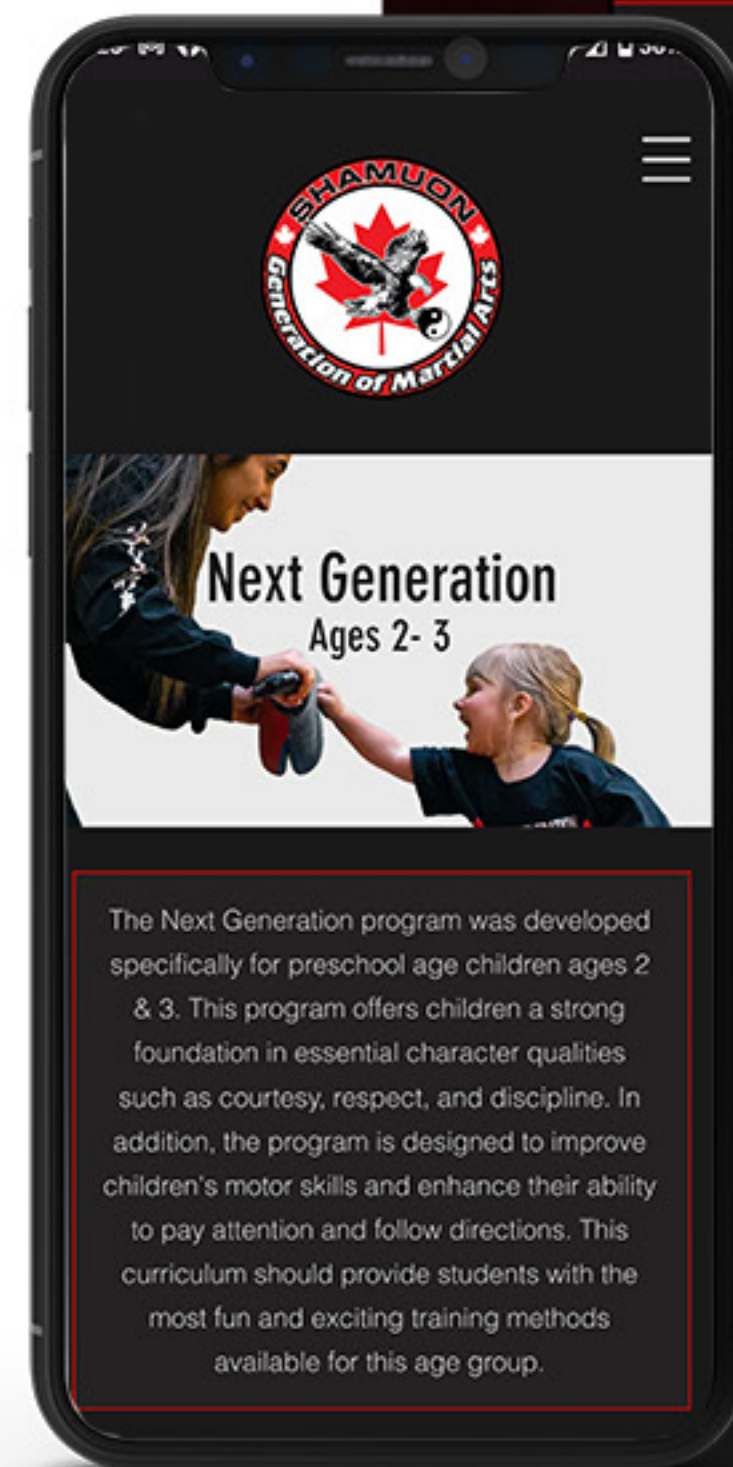 SHAMUON
Generation of Martial Arts
Next Generation
Ages 2- 3
The Next Generation program was developed
specifically for preschool age children ages 2
& 3. This program offers children a strong
foundation in essential character qualities
such as courtesy, respect, and discipline. In
addition, the program is designed to improve
children's motor skills and enhance their ability
to pay attention and follow directions. This
curriculum should provide students with the
most fun and exciting training methods
available for this age group.